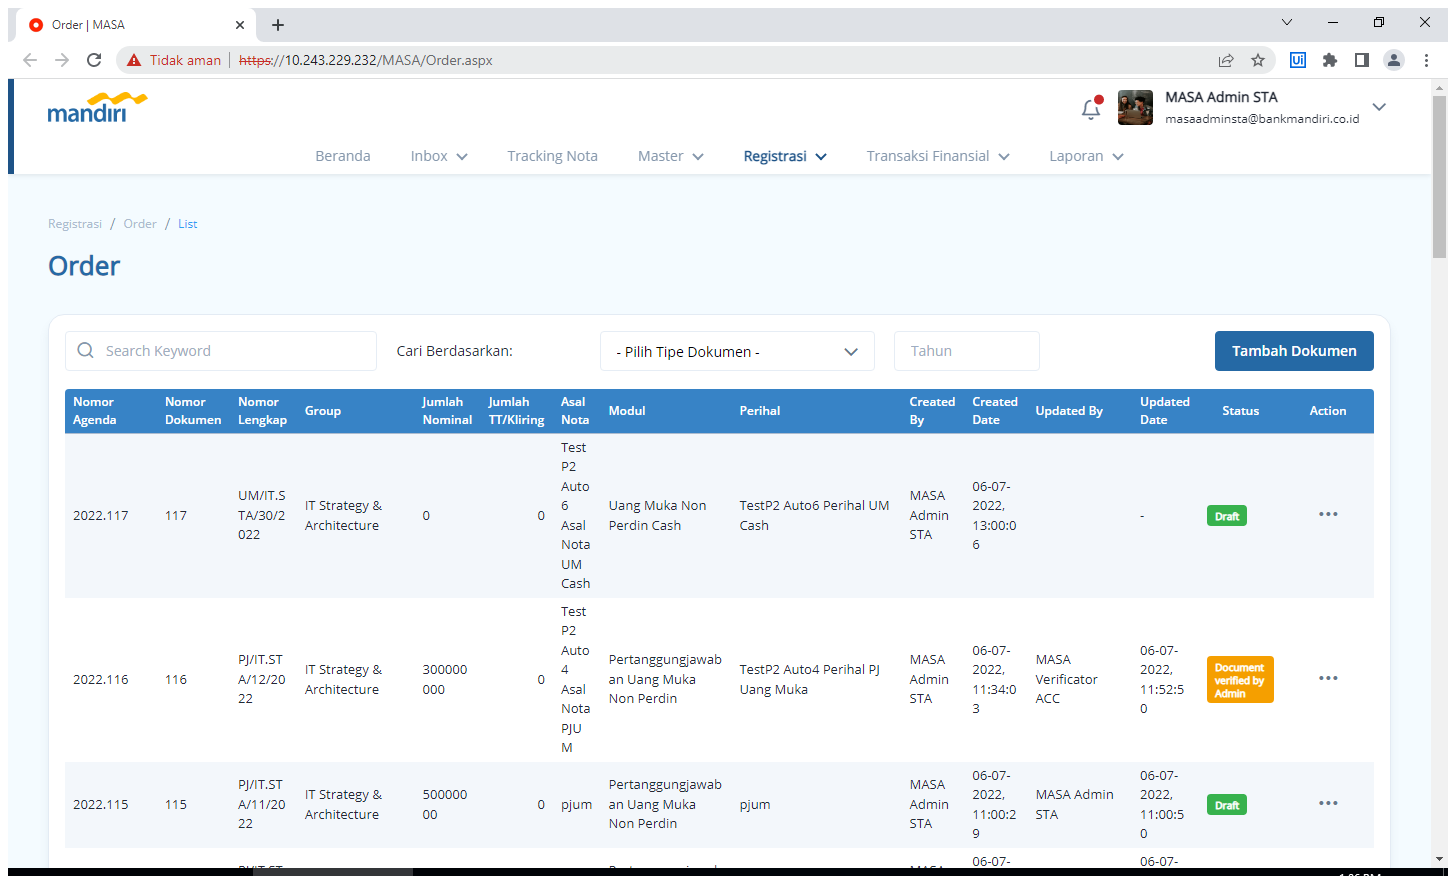 Order | MASA
Tidak aman
https://10.243.229.232/MASA/Order.aspx
mandiri
MASA Admin STA
masaadminsta@bankmandiri.co.id
Beranda Inbox Tracking Nota Master Registrasi Transaksi Finansial Laporan
Registrasi / Order / List
Order
Search Keyword Cari Berdasarkan: - Pilih Tipe Dokumen - Tahun Tambah Dokumen
Nomor Agenda Nomor Dokumen Nomor Lengkap Group Jumlah Nominal Jumlah TT/Kliring Asal Nota Modul Perihal Created By Created Date Updated By Updated Date Status Action
2022.117 117 UM/IT.STA/30/2022 IT Strategy & Architecture 0 0 Test P2 Auto 6 Asal Nota UM Cash Uang Muka Non Perdin Cash TestP2 Auto6 Perihal UM Cash MASA Admin STA 06-07-2022, 13:00:06 - Draft ...
2022.116 116 PJ/IT.STA/12/2022 IT Strategy & Architecture 300000000 0 Test P2 Auto 4 Asal Nota PJUM Pertanggungjawaban Uang Muka Non Perdin TestP2 Auto4 Perihal PJ Uang Muka MASA Admin STA 06-07-2022, 11:34:03 MASA Verificator ACC 06-07-2022, 11:52:50 Document verified by Admin ...
2022.115 115 PJ/IT.STA/11/2022 IT Strategy & Architecture 50000000 0 pjum Pertanggungjawaban Uang Muka Non Perdin pjum MASA Admin STA 06-07-2022, 11:00:29 MASA Admin STA 06-07-2022, 11:00:50 Draft ...
06-07- 06-07-